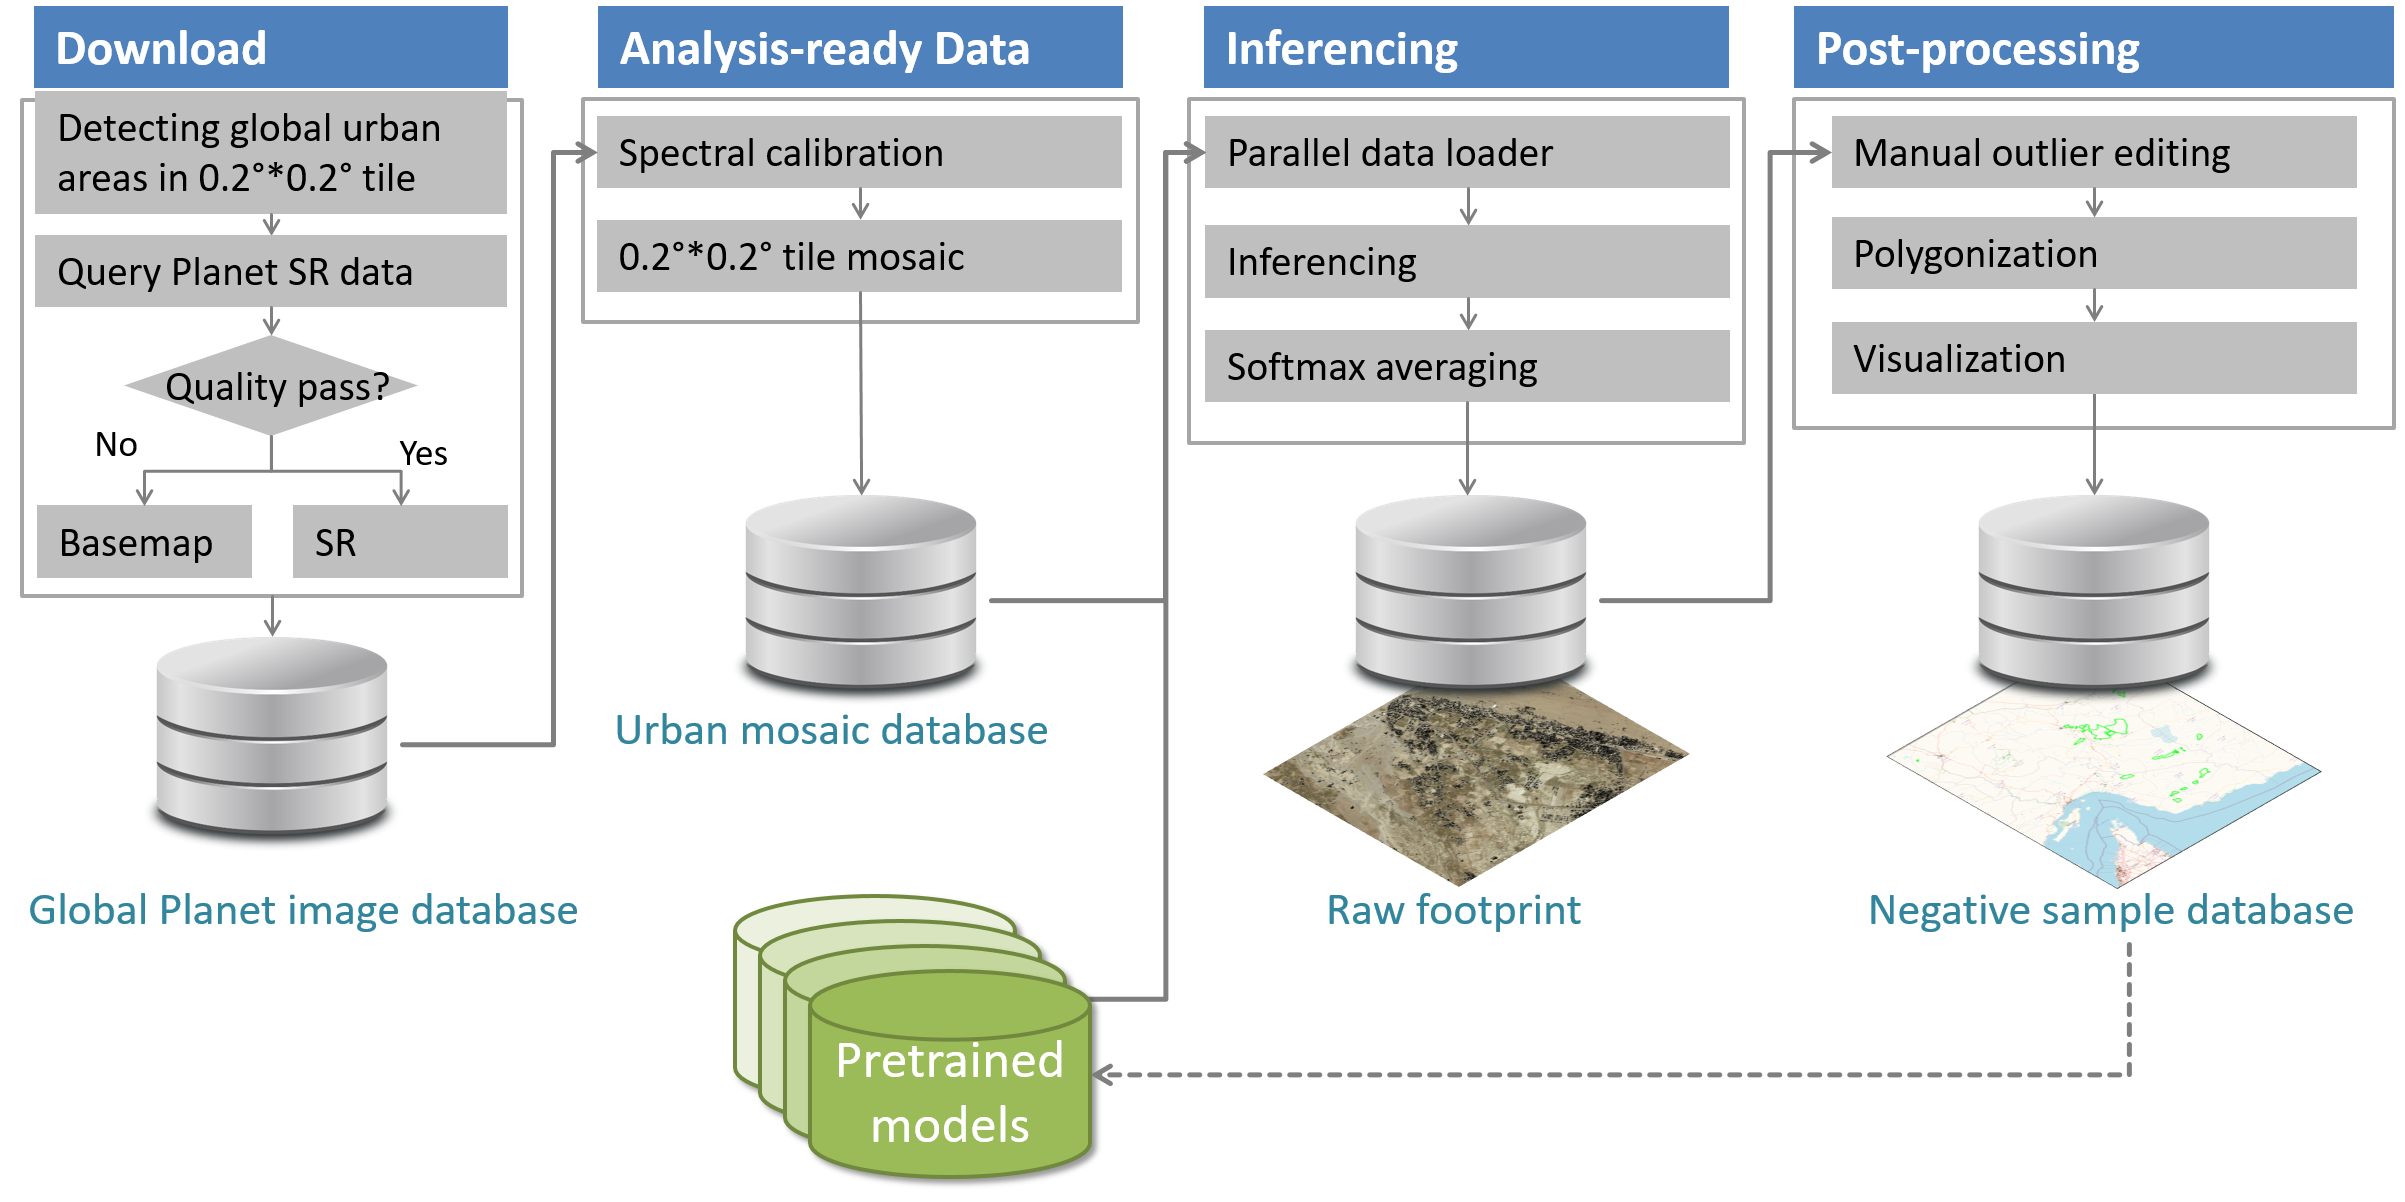 Download
Detecting global urban
areas in 0.2°*0.2° tile
Query Planet SR data
Quality pass?
No
Yes
Basemap
SR
Global Planet image database
Analysis-ready Data
Spectral calibration
0.2°*0.2° tile mosaic
Urban mosaic database
Pretrained
models
Inferencing
Parallel data loader
Inferencing
Softmax averaging
Raw footprint
Post-processing
Manual outlier editing
Polygonization
Visualization
Negative sample database